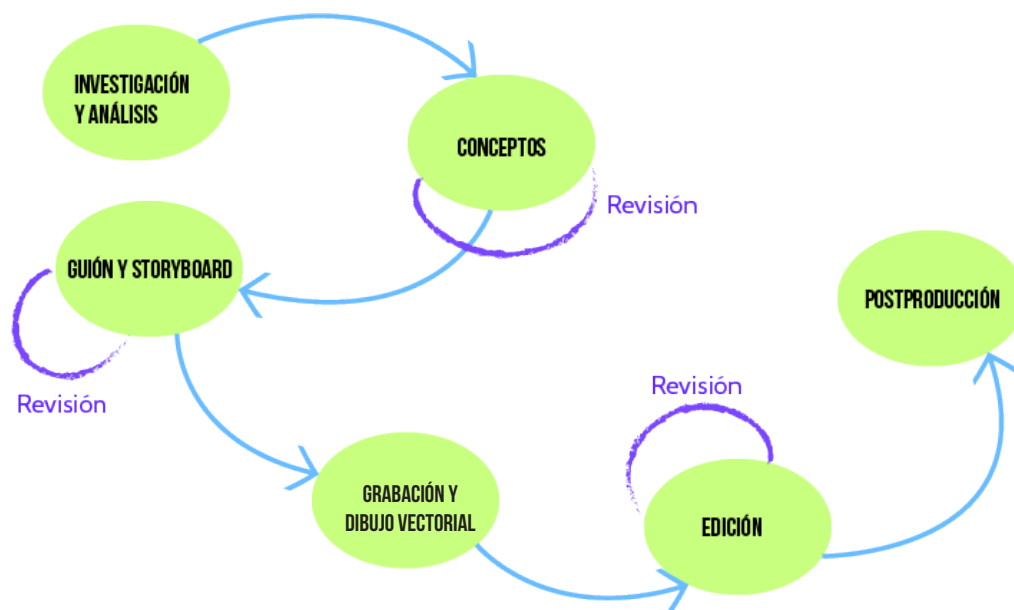 INVESTIGACIÓN
Y ANÁLISIS
CONCEPTOS
Revisión
GUIÓN Y STORYBOARD
Revisión
GRABACIÓN Y
DIBUJO VECTORIAL
Revisión
EDICIÓN
POSTPRODUCCIÓN